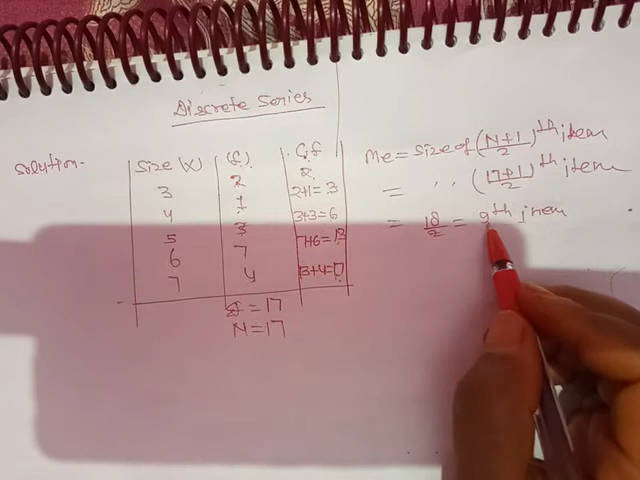 Discrete Series
Solution-
Size (x) (f) C.f
3 2 2
4 1 2+1=3
5 3 3+3=6
6 7 7+6=13
7 4 13+4=17
= 17
N=17
Me = Size of (N+1/2)th item
= ,, (17+1/2)th item
= 18/2 = 9th item